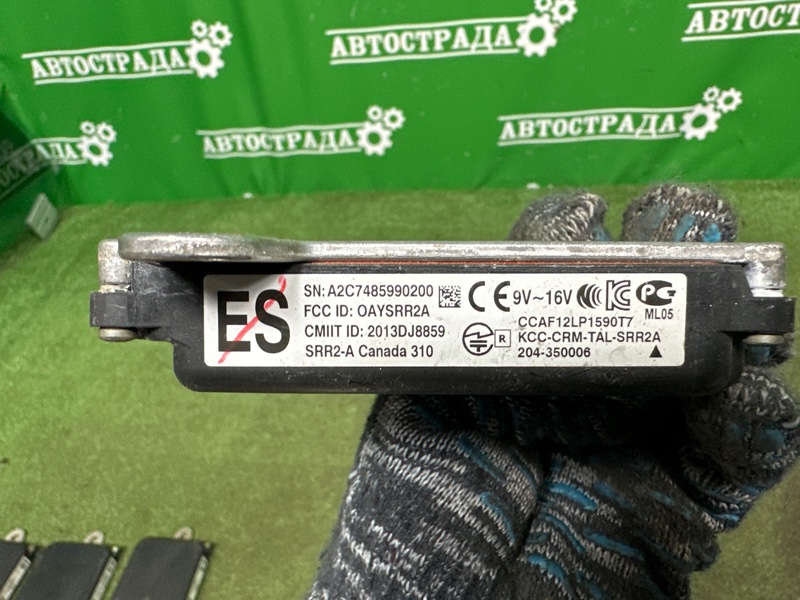 АВТОСТРАДА
АВТОСТРАДА
АВТОСТРАДА
АВТОСТРАДА
АВТОСТРАДА
АВТОСТРАДА
ES
SN: A2C7485990200
FCC ID: OAYSRR2A
CMIIT ID: 2013DJ8859
SRR2-A Canada 310
CE 9V~16V
ML05
CCAF12LP1590T7
R KCC-CRM-TAL-SRR2A
204-350006